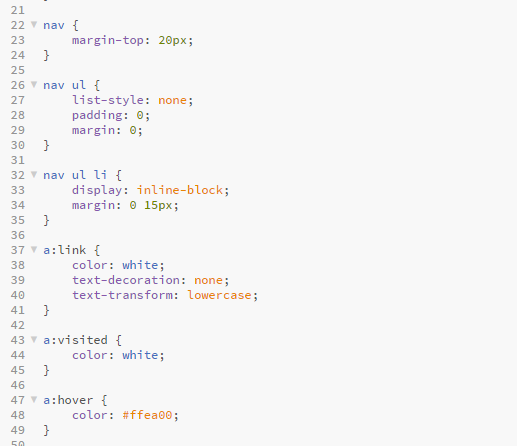 21
22 nav {
23     margin-top: 20px;
24 }
25
26 nav ul {
27     list-style: none;
28     padding: 0;
29     margin: 0;
30 }
31
32 nav ul li {
33     display: inline-block;
34     margin: 0 15px;
35 }
36
37 a:link {
38     color: white;
39     text-decoration: none;
40     text-transform: lowercase;
41 }
42
43 a:visited {
44     color: white;
45 }
46
47 a:hover {
48     color: #ffea00;
49 }
50